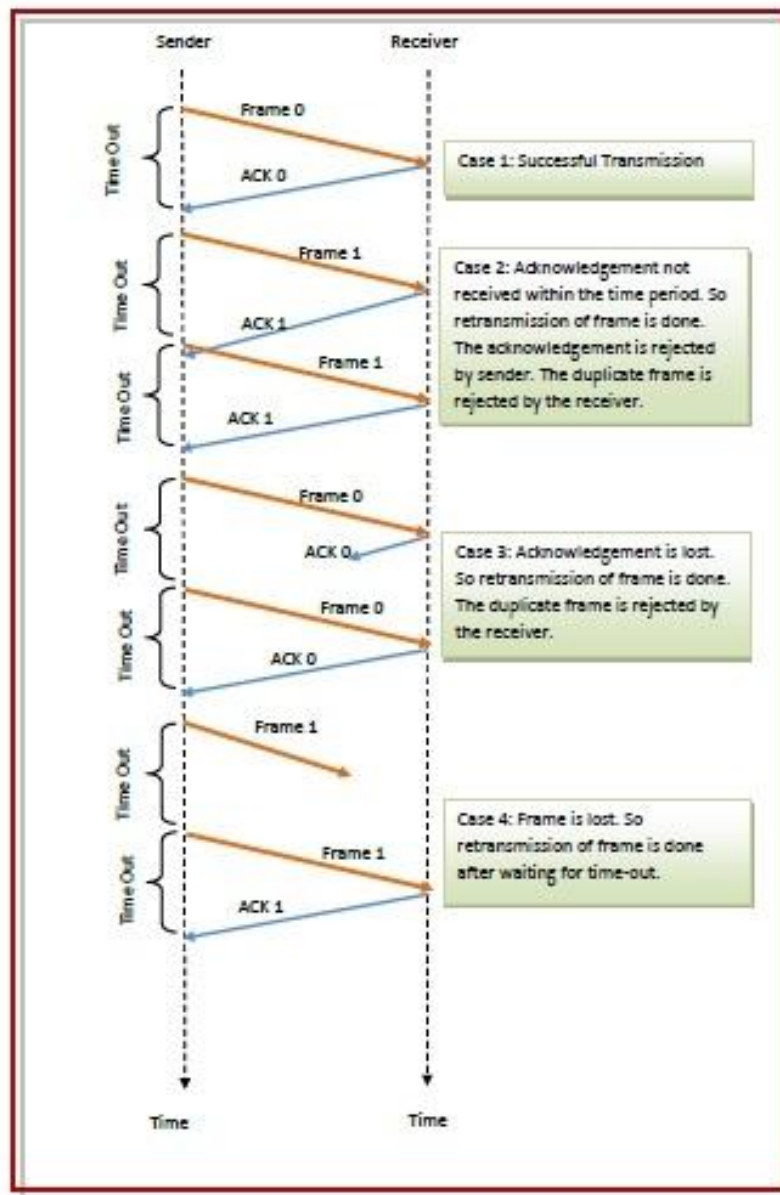 Sender
Receiver
Frame 0
Time Out
ACK 0
Case 1: Successful Transmission
Frame 1
Time Out
ACK 1
Case 2: Acknowledgement not
received within the time period. So
retransmission of frame is done.
The acknowledgement is rejected
by sender. The duplicate frame is
rejected by the receiver.
Frame 1
Time Out
ACK 1
Frame 0
Time Out
ACK 0
Case 3: Acknowledgement is lost.
So retransmission of frame is done.
The duplicate frame is rejected by
the receiver.
Frame 0
Time Out
ACK 0
Frame 1
Time Out
Case 4: Frame is lost. So
retransmission of frame is done
after waiting for time-out.
Frame 1
Time Out
ACK 1
Time
Time